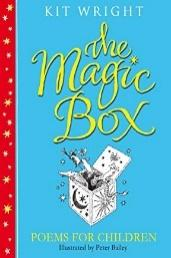 KIT WRIGHT
the
Magic
Box
POEMS FOR CHILDREN
Illustrated by Peter Bailey